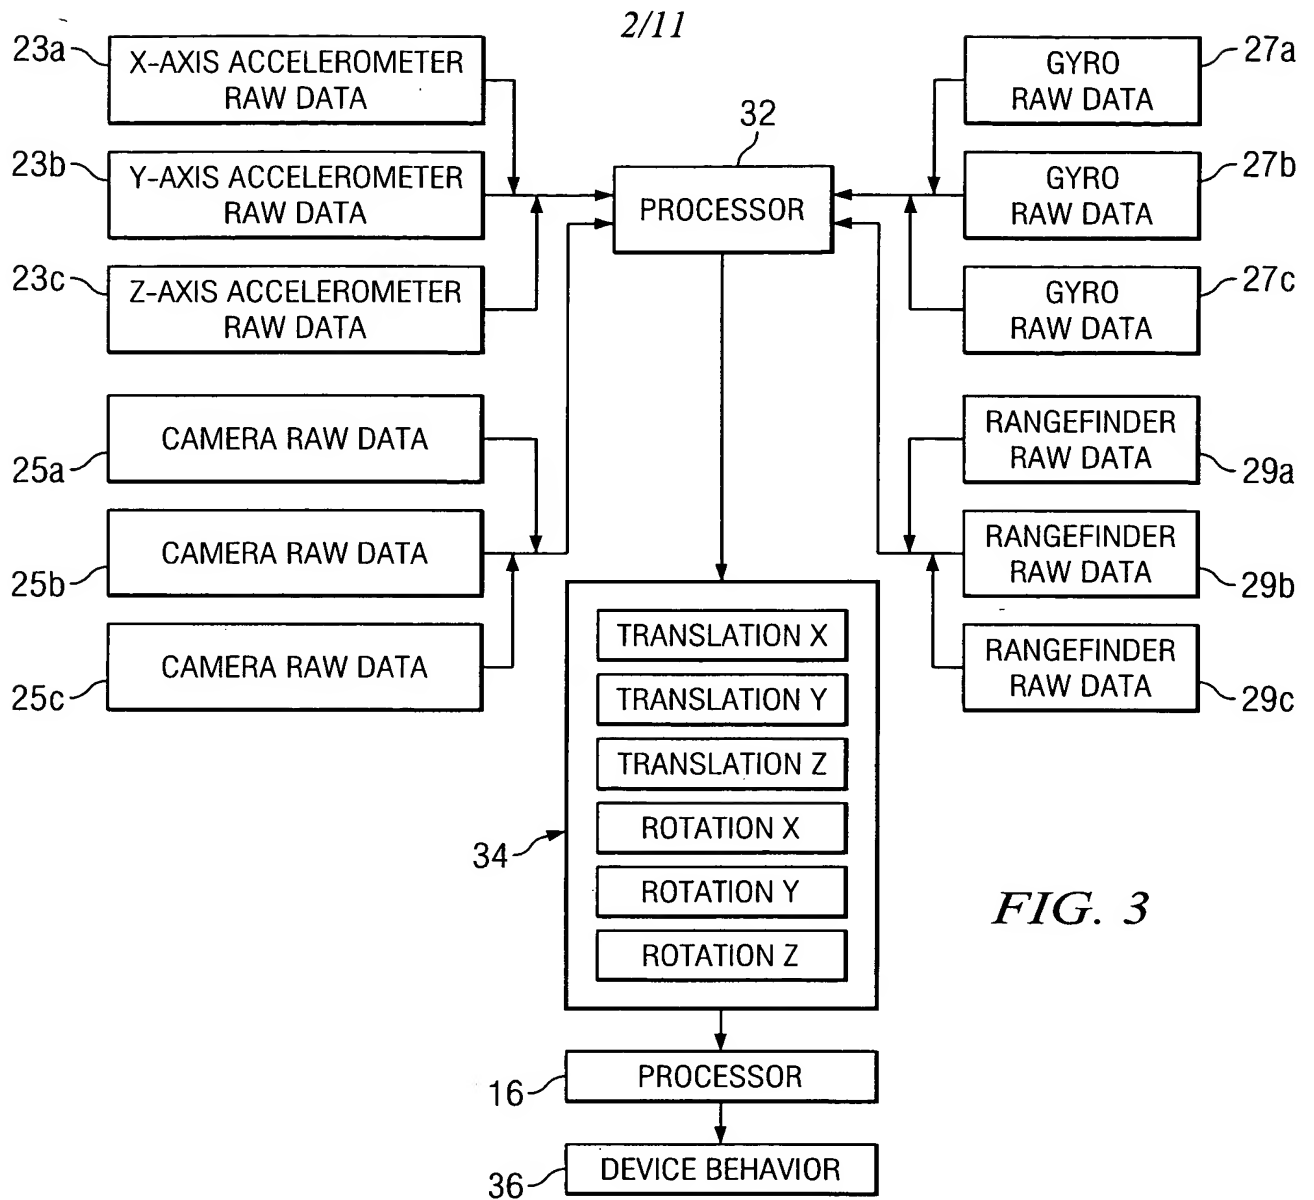 2/11
23a
X-AXIS ACCELEROMETER
RAW DATA
23b
Y-AXIS ACCELEROMETER
RAW DATA
23c
Z-AXIS ACCELEROMETER
RAW DATA
25a
CAMERA RAW DATA
25b
CAMERA RAW DATA
25c
CAMERA RAW DATA
32
PROCESSOR
27a
GYRO
RAW DATA
27b
GYRO
RAW DATA
27c
GYRO
RAW DATA
29a
RANGEFINDER
RAW DATA
29b
RANGEFINDER
RAW DATA
29c
RANGEFINDER
RAW DATA
34
TRANSLATION X
TRANSLATION Y
TRANSLATION Z
ROTATION X
ROTATION Y
ROTATION Z
16
PROCESSOR
36
DEVICE BEHAVIOR
FIG. 3